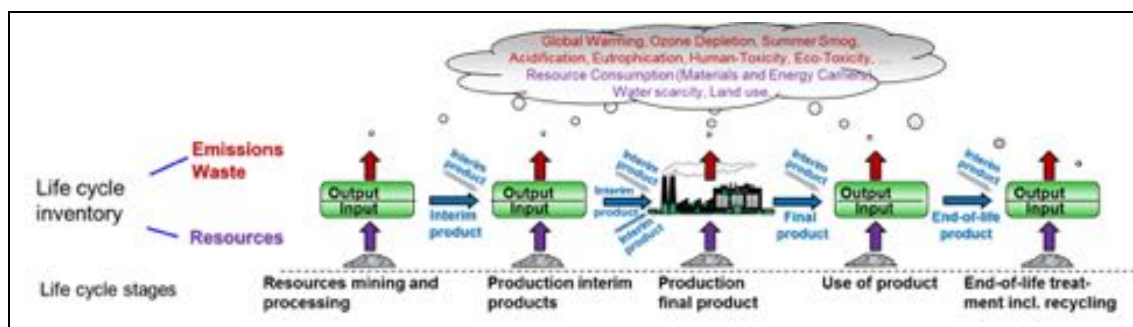 Global Warming, Ozone Depletion, Summer Smog,
Acidification, Eutrophication, Human-Toxicity, Eco-Toxicity, ...
Resource Consumption (Materials and Energy Carriers)
Water scarcity, Land use,
Emissions
Waste
Life cycle
inventory
Resources
Output
Input
Interim
product
Interim
product
Output
Input
Interim
product
Interim
product
Interim
product
Interim
product
Final
product
Output
Input
Interim
product
End-of-life
product
Output
Input
Life cycle stages
Resources mining and
processing
Production interim
products
Production
final product
Use of product
End-of-life treat-
ment incl. recycling